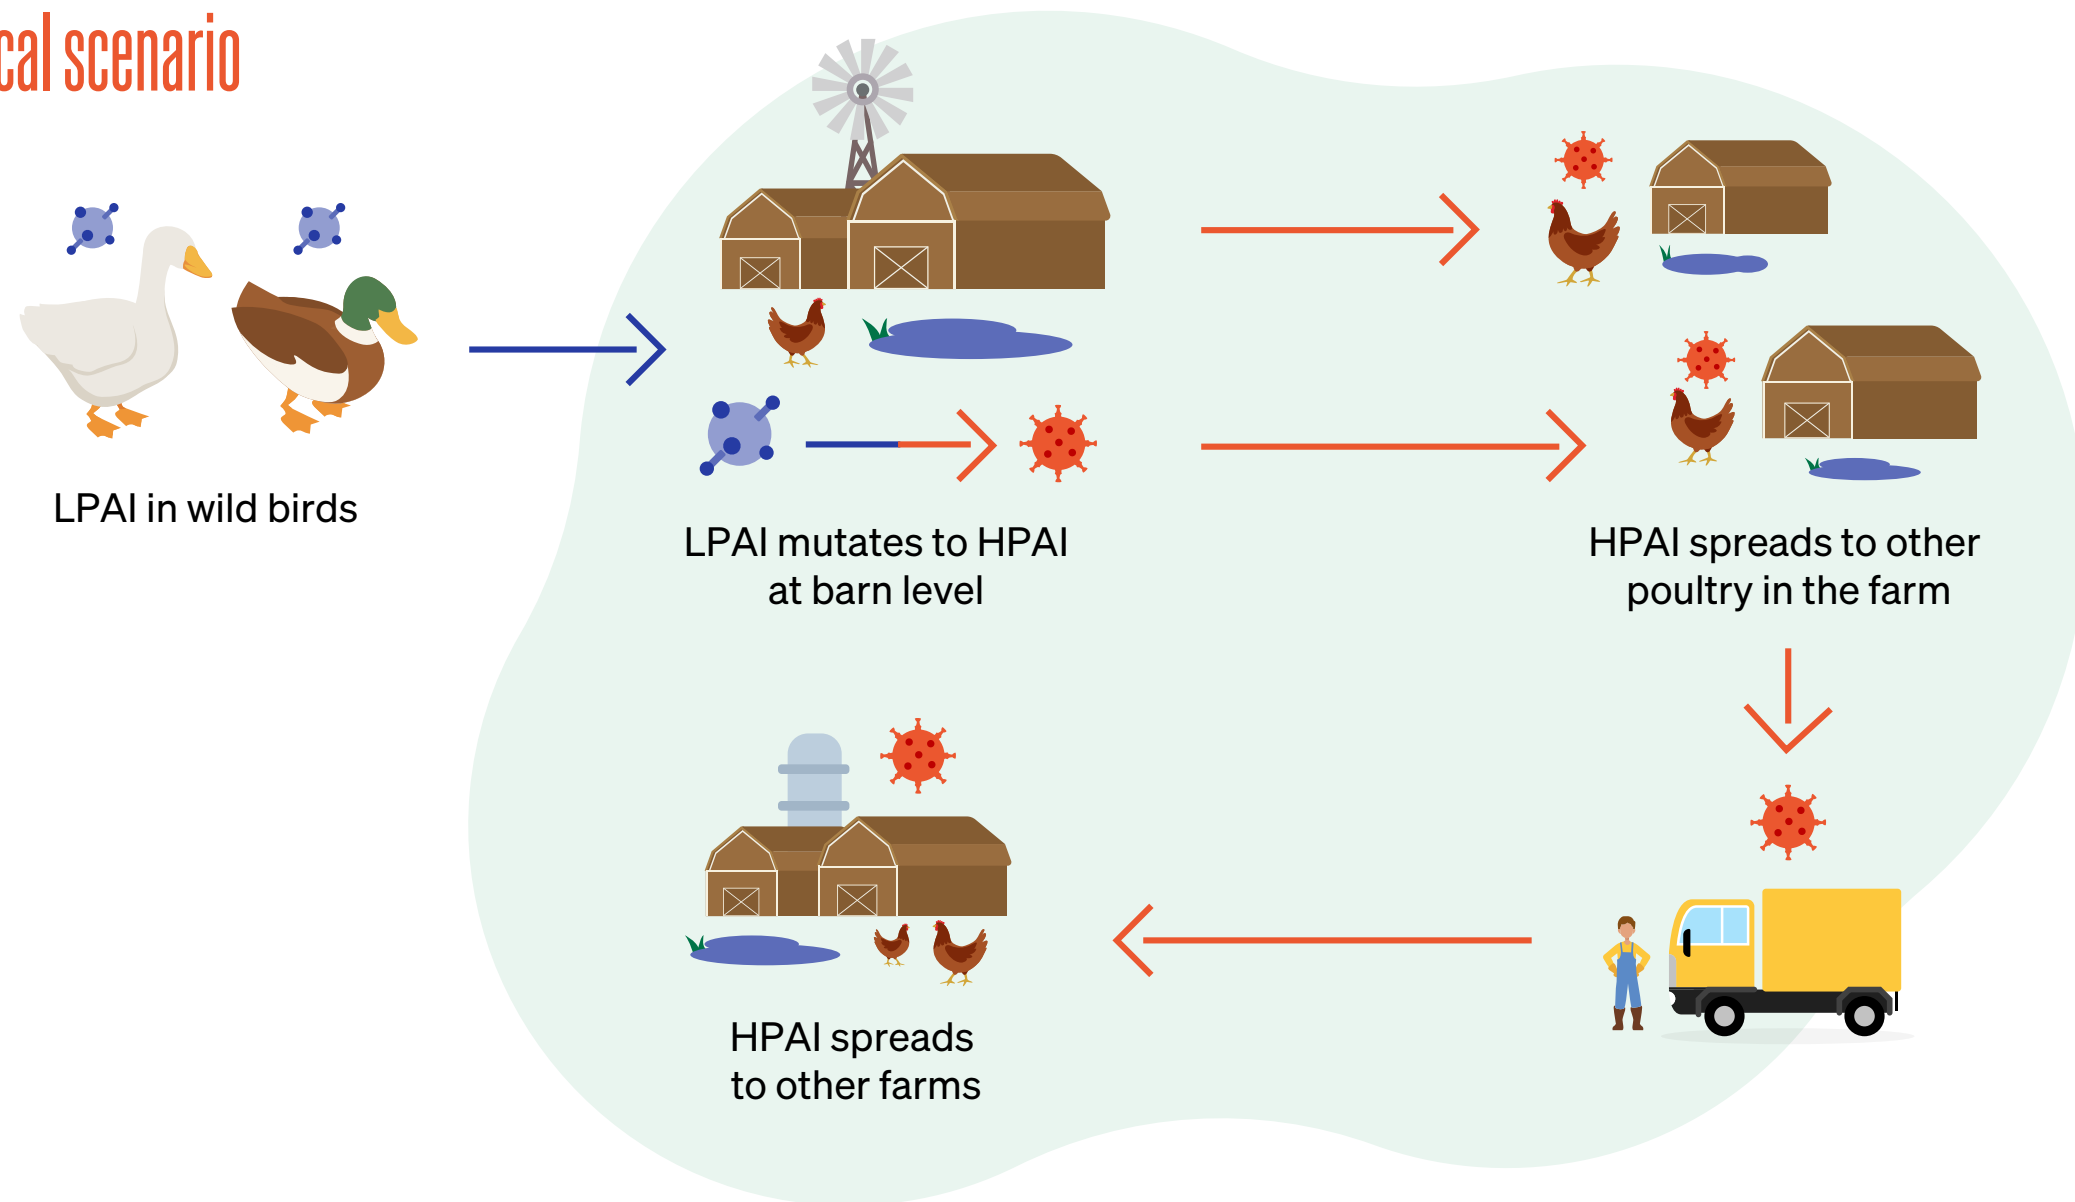 cal scenario
LPAI in wild birds
LPAI mutates to HPAI
at barn level
HPAI spreads to other
poultry in the farm
HPAI spreads
to other farms